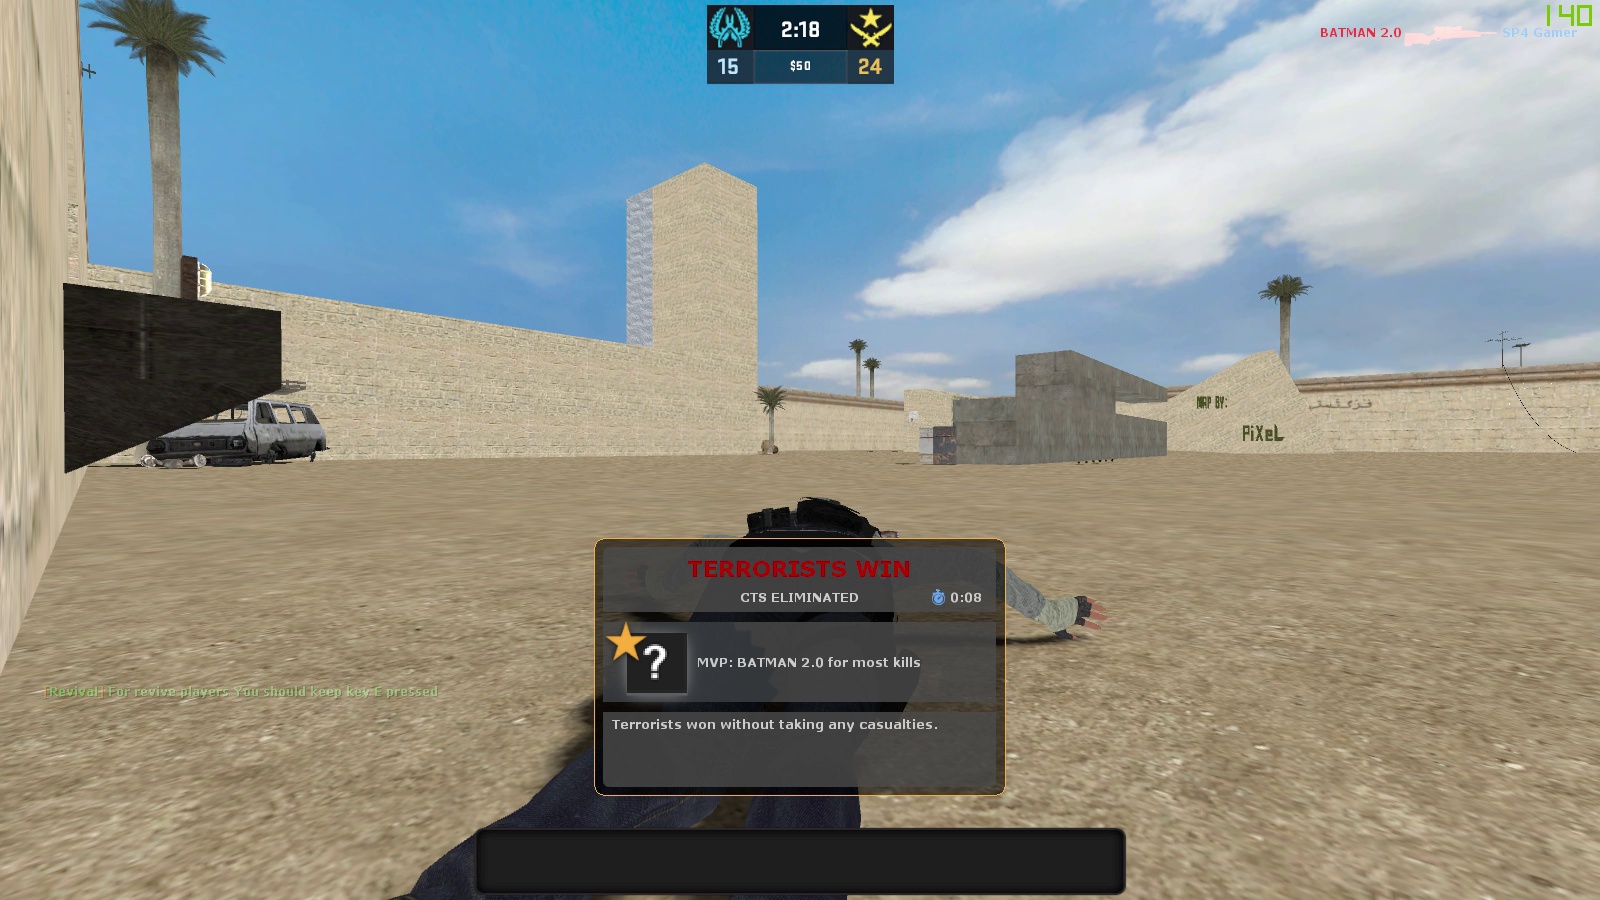 140
2:18
15
$50
24
BATMAN 2.0
SP4 Gamer
MAP BY:
PiXeL
TERRORISTS WIN
CTS ELIMINATED
0:08
?
MVP: BATMAN 2.0 for most kills
[Revival] For revive players You should keep key E pressed
Terrorists won without taking any casualties.